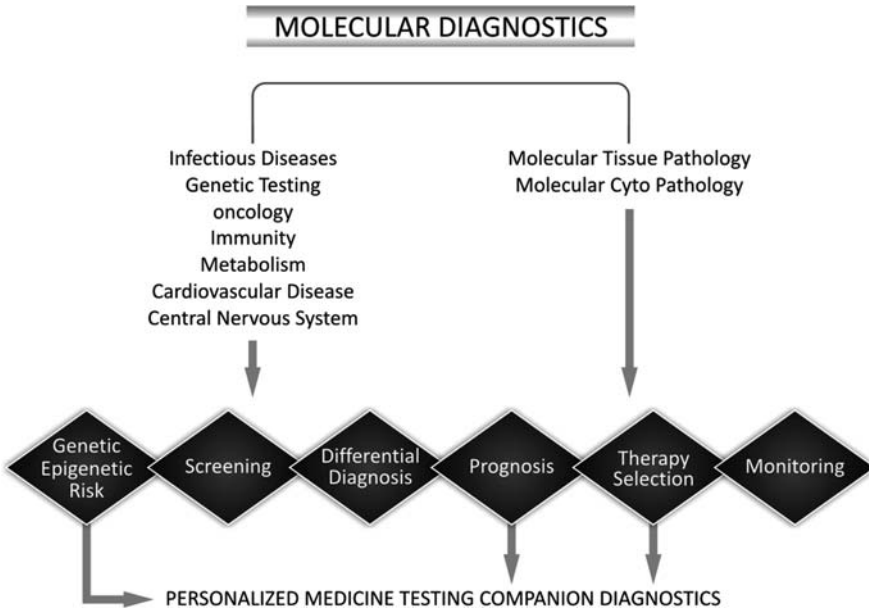 MOLECULAR DIAGNOSTICS
Infectious Diseases
Genetic Testing
oncology
Immunity
Metabolism
Cardiovascular Disease
Central Nervous System
Molecular Tissue Pathology
Molecular Cyto Pathology
Genetic
Epigenetic
Risk
Screening
Differential
Diagnosis
Prognosis
Therapy
Selection
Monitoring
PERSONALIZED MEDICINE TESTING COMPANION DIAGNOSTICS